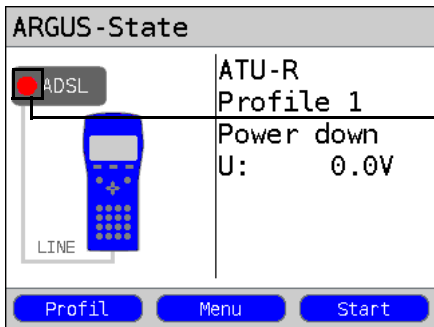 ARGUS-State
ADSL
ATU-R
Profile 1
Power down
U: 0.0V
LINE
Profil
Menu
Start